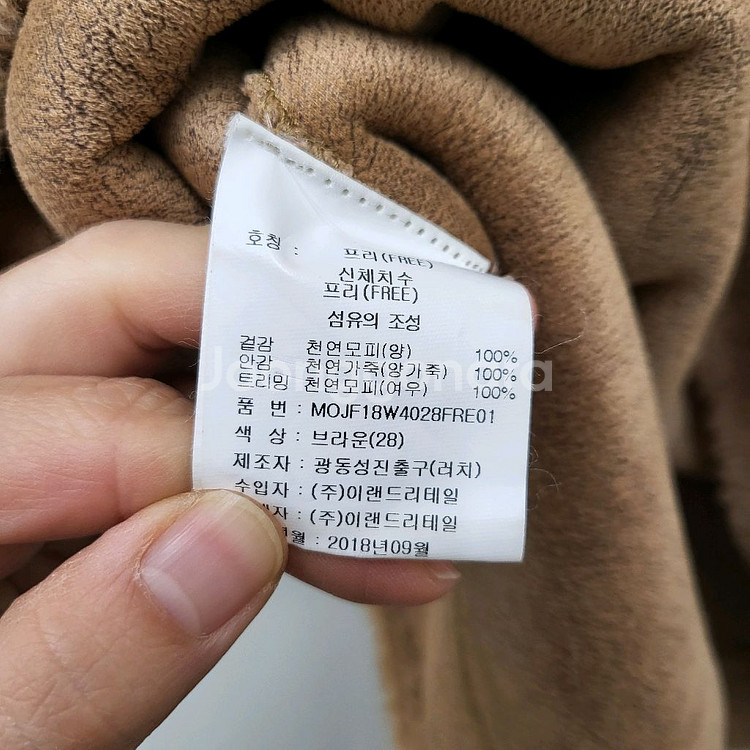 호칭 : 프리(FREE)
신체치수
프리(FREE)
섬유의 조성
겉감 천연모피(양) 100%
안감 천연가죽(양가죽) 100%
트리밍 천연모피(여우) 100%
품 번 : MOJF18W4028FRE01
색 상 : 브라운(28)
제조자 : 광동성진출구(러치)
수입자 : (주)이랜드리테일
자 : (주)이랜드리테일
월 : 2018년09월